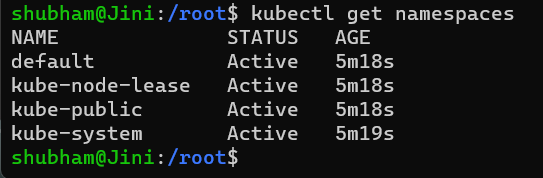 shubham@Jini:/root$ kubectl get namespaces
NAME              STATUS   AGE
default           Active   5m18s
kube-node-lease   Active   5m18s
kube-public       Active   5m18s
kube-system       Active   5m19s
shubham@Jini:/root$